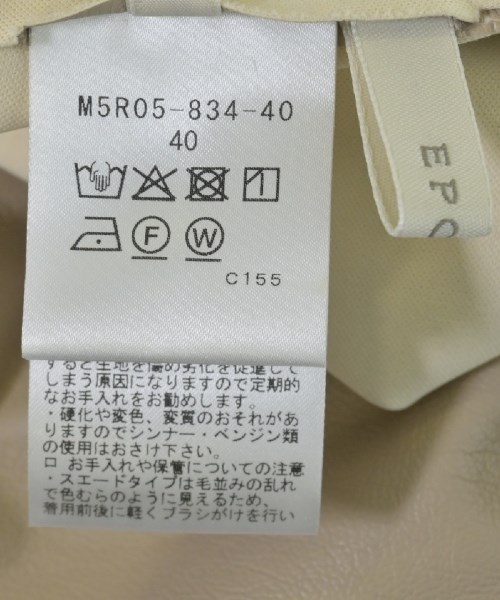 M5R05-834-40
40
F
W
C155
EPO
すると生地を傷め劣化を促進して
しまう原因になりますので定期的
なお手入れをお勧めします。
・硬化や変色、変質のおそれがあ
りますのでシンナー・ベンジン類
の使用はおさけ下さい。
ロ お手入れや保管についての注意
・スエードタイプは毛並みの乱れ
で色むらのように見えるため、
着用前後に軽くブラシがけを行い